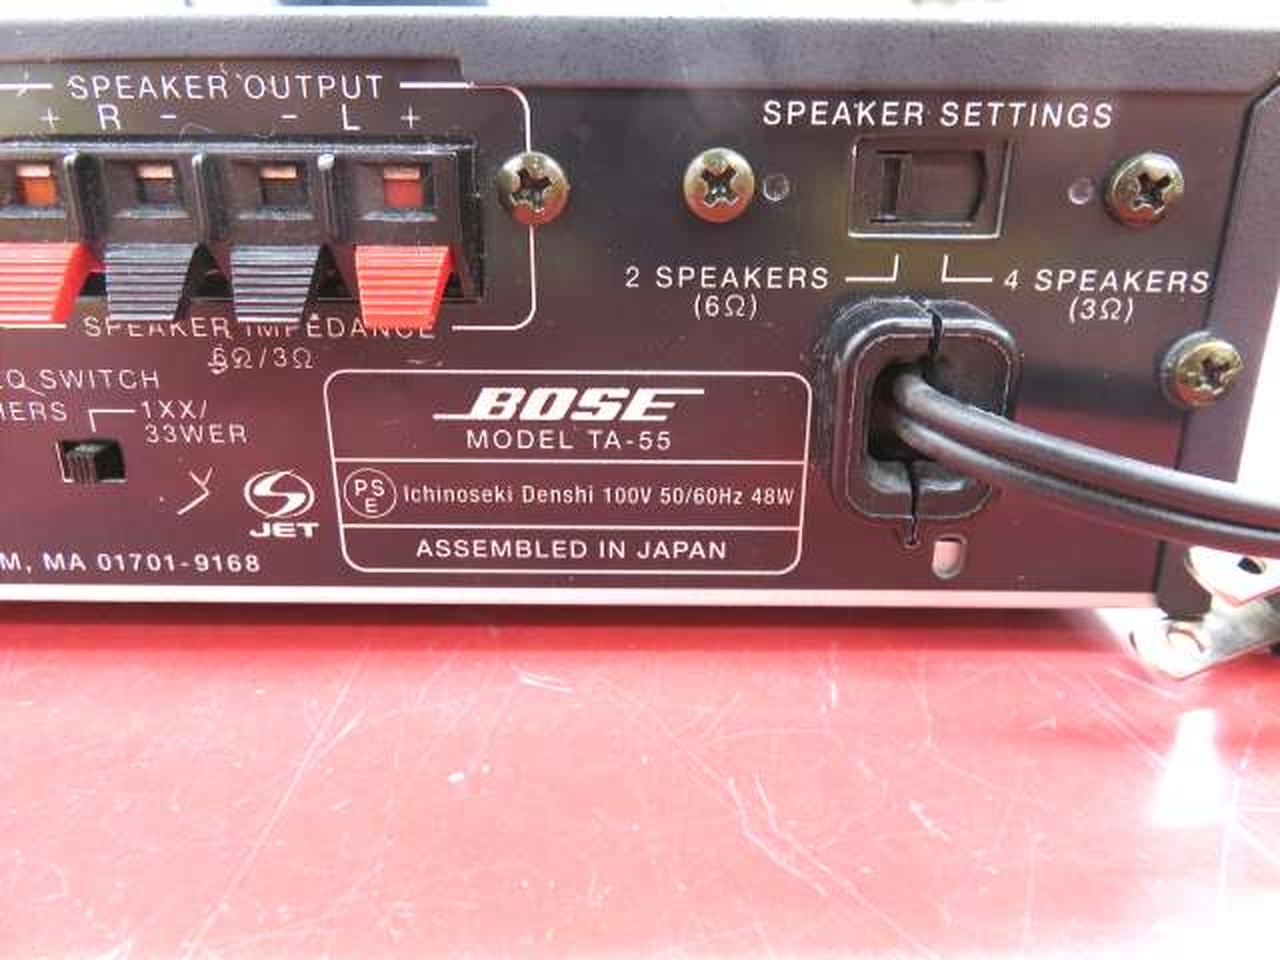 SPEAKER OUTPUT
+ R - - L +
SPEAKER IMPEDANCE
6Ω/3Ω
SPEAKER SETTINGS
2 SPEAKERS
(6Ω)
4 SPEAKERS
(3Ω)
SWITCH
1XX/
33WER
JET
BOSE
MODEL TA-55
PS
E
Ichinoseki Denshi 100V 50/60Hz 48W
ASSEMBLED IN JAPAN
MA 01701-9168